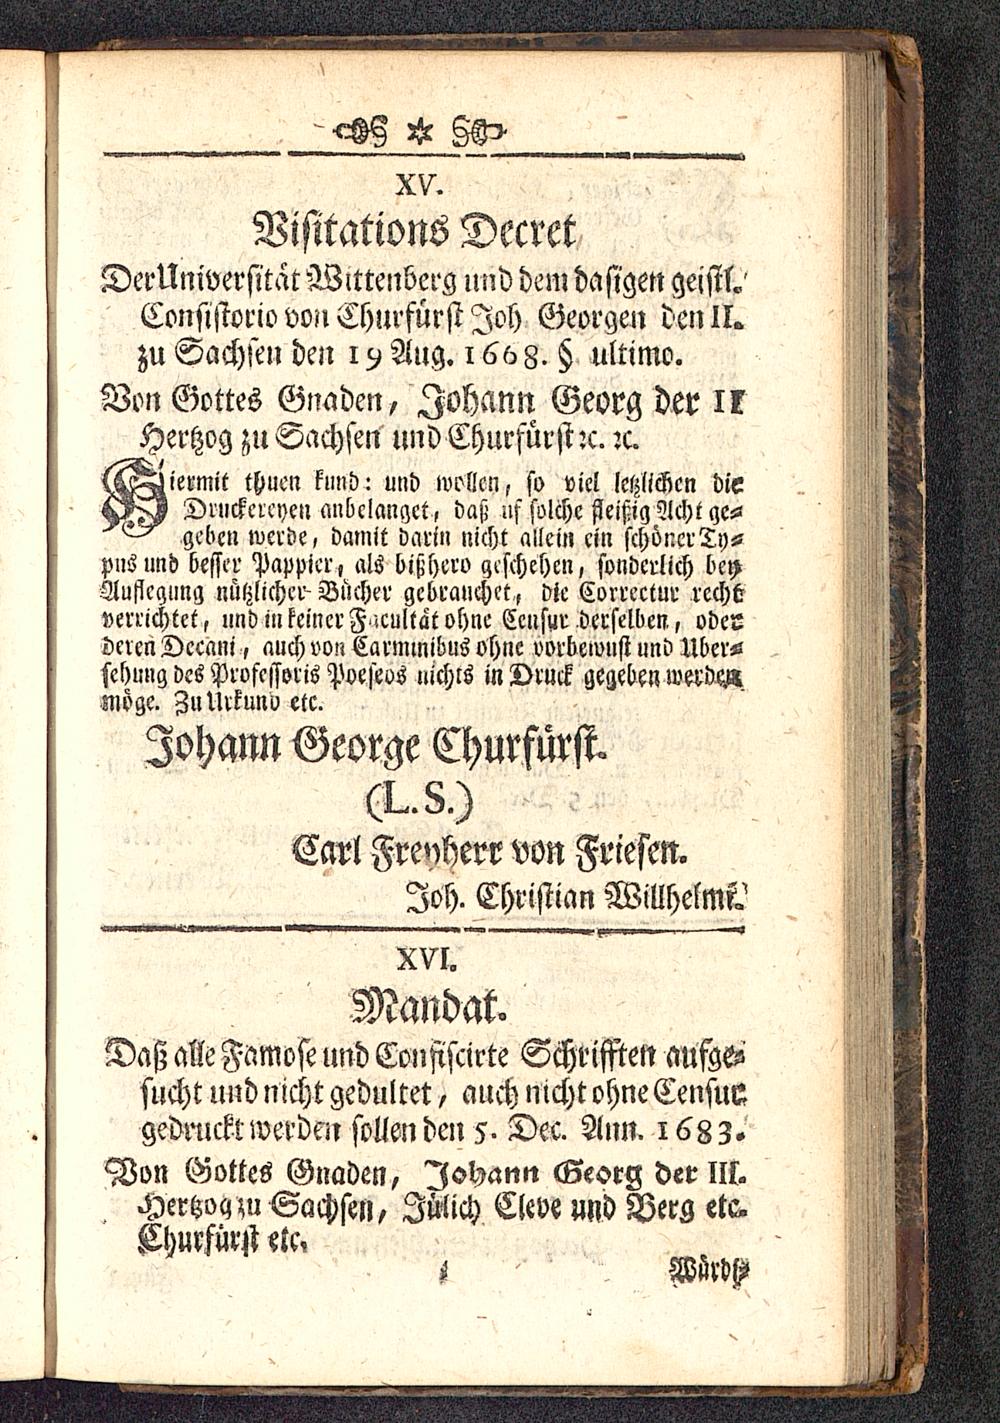 XV.
Visitations Decret
Der Universität Wittenberg und dem dasigen geistl.
Consistorio von Churfürst Joh. Georgen den II.
zu Sachsen den 19 Aug. 1668. § ultimo.
Von Gottes Gnaden, Johann Georg der II
Hertzog zu Sachsen und Churfürst ꝛc. ꝛc.
Hiermit thuen kund: und wollen, so viel letzlichen die
Druckereyen anbelanget, daß uf solche fleißig Acht ge-
geben werde, damit darin nicht allein ein schöner Ty-
pus und besser Pappier, als bißhero geschehen, sonderlich bey
Auflegung nützlicher Bücher gebrauchet, die Correctur recht
verrichtet, und in keiner Facultät ohne Censur derselben, oder
deren Decani, auch von Carminibus ohne vorbewust und Uber-
sehung des Professoris Poeseos nichts in Druck gegeben werden
möge. Zu Urkund etc.
Johann George Churfürst.
(L. S.)
Carl Freyherr von Friesen.
Joh. Christian Willhelmi.
XVI.
Mandat.
Daß alle Famose und Confiscirte Schrifften aufge-
sucht und nicht gedultet, auch nicht ohne Censur
gedruckt werden sollen den 5. Dec. Ann. 1683.
Von Gottes Gnaden, Johann Georg der III.
Hertzog zu Sachsen, Jülich Cleve und Berg etc.
Churfürst etc.
Würdi-